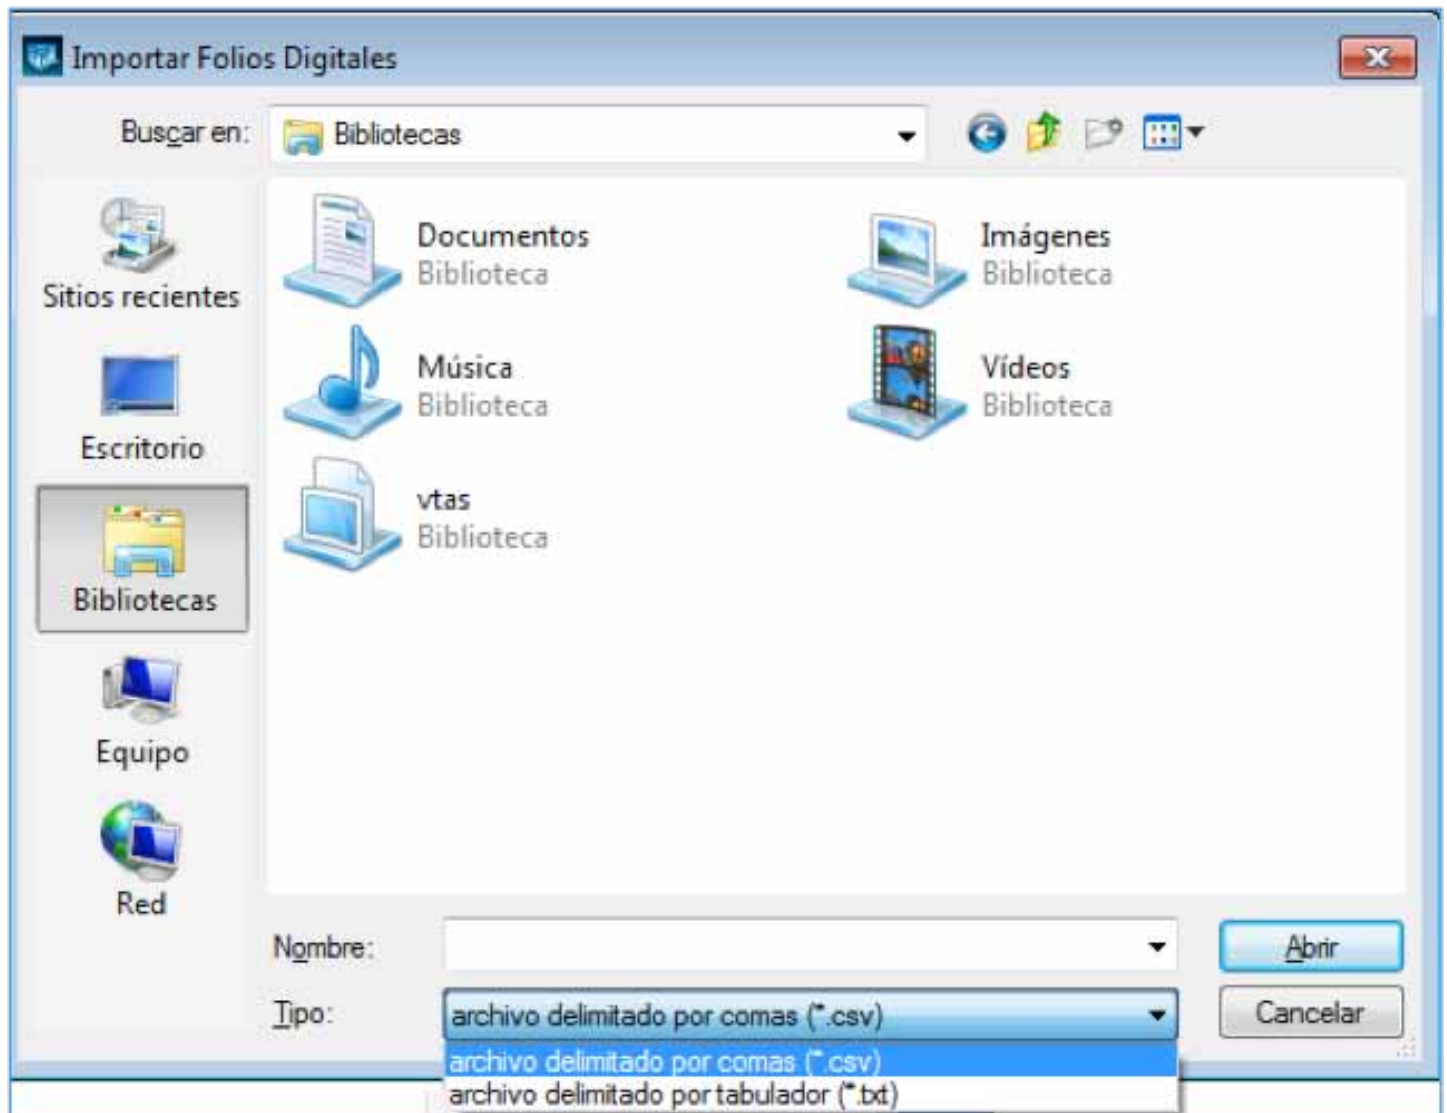 Importar Folios Digitales
Buscar en:
Bibliotecas
Sitios recientes
Escritorio
Bibliotecas
Equipo
Red
Documentos
Biblioteca
Imágenes
Biblioteca
Música
Biblioteca
Vídeos
Biblioteca
vtas
Biblioteca
Nombre:
Abrir
Tipo:
archivo delimitado por comas (*.csv)
Cancelar
archivo delimitado por comas (*.csv)
archivo delimitado por tabulador (*.txt)